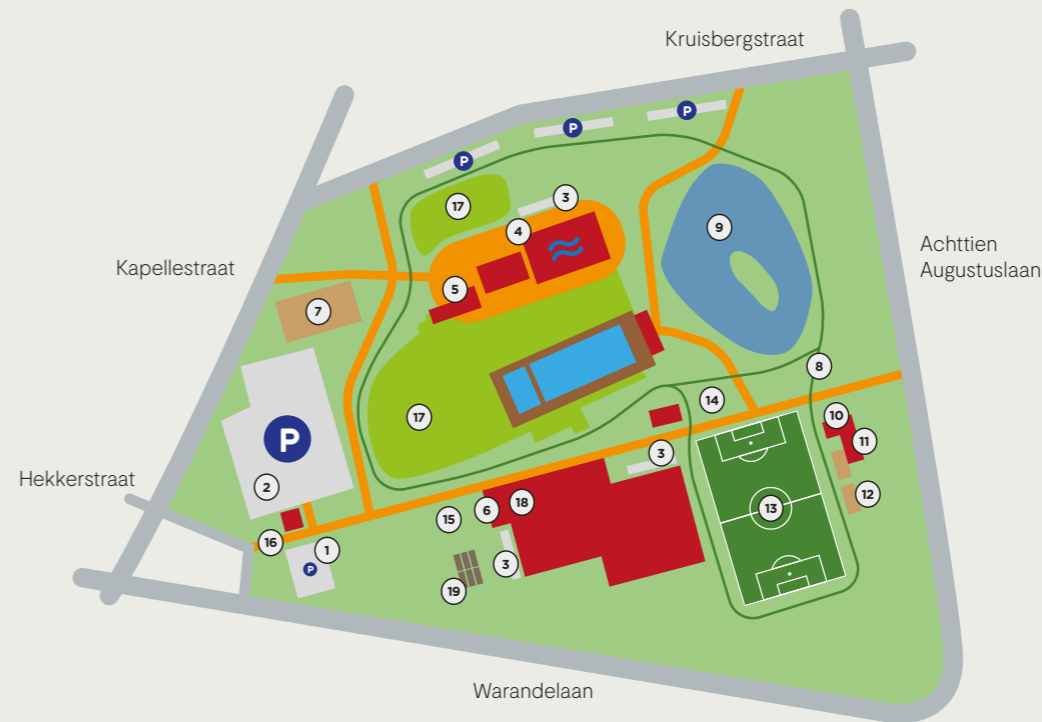 Kruisbergstraat
P
P
P
3
17
4
9
Achttien
Augustuslaan
Kapellestraat
5
7
8
14
17
10
P
11
3
Hekkerstraat
2
12
18
6
13
15
16
1
3
P
19
Warandelaan